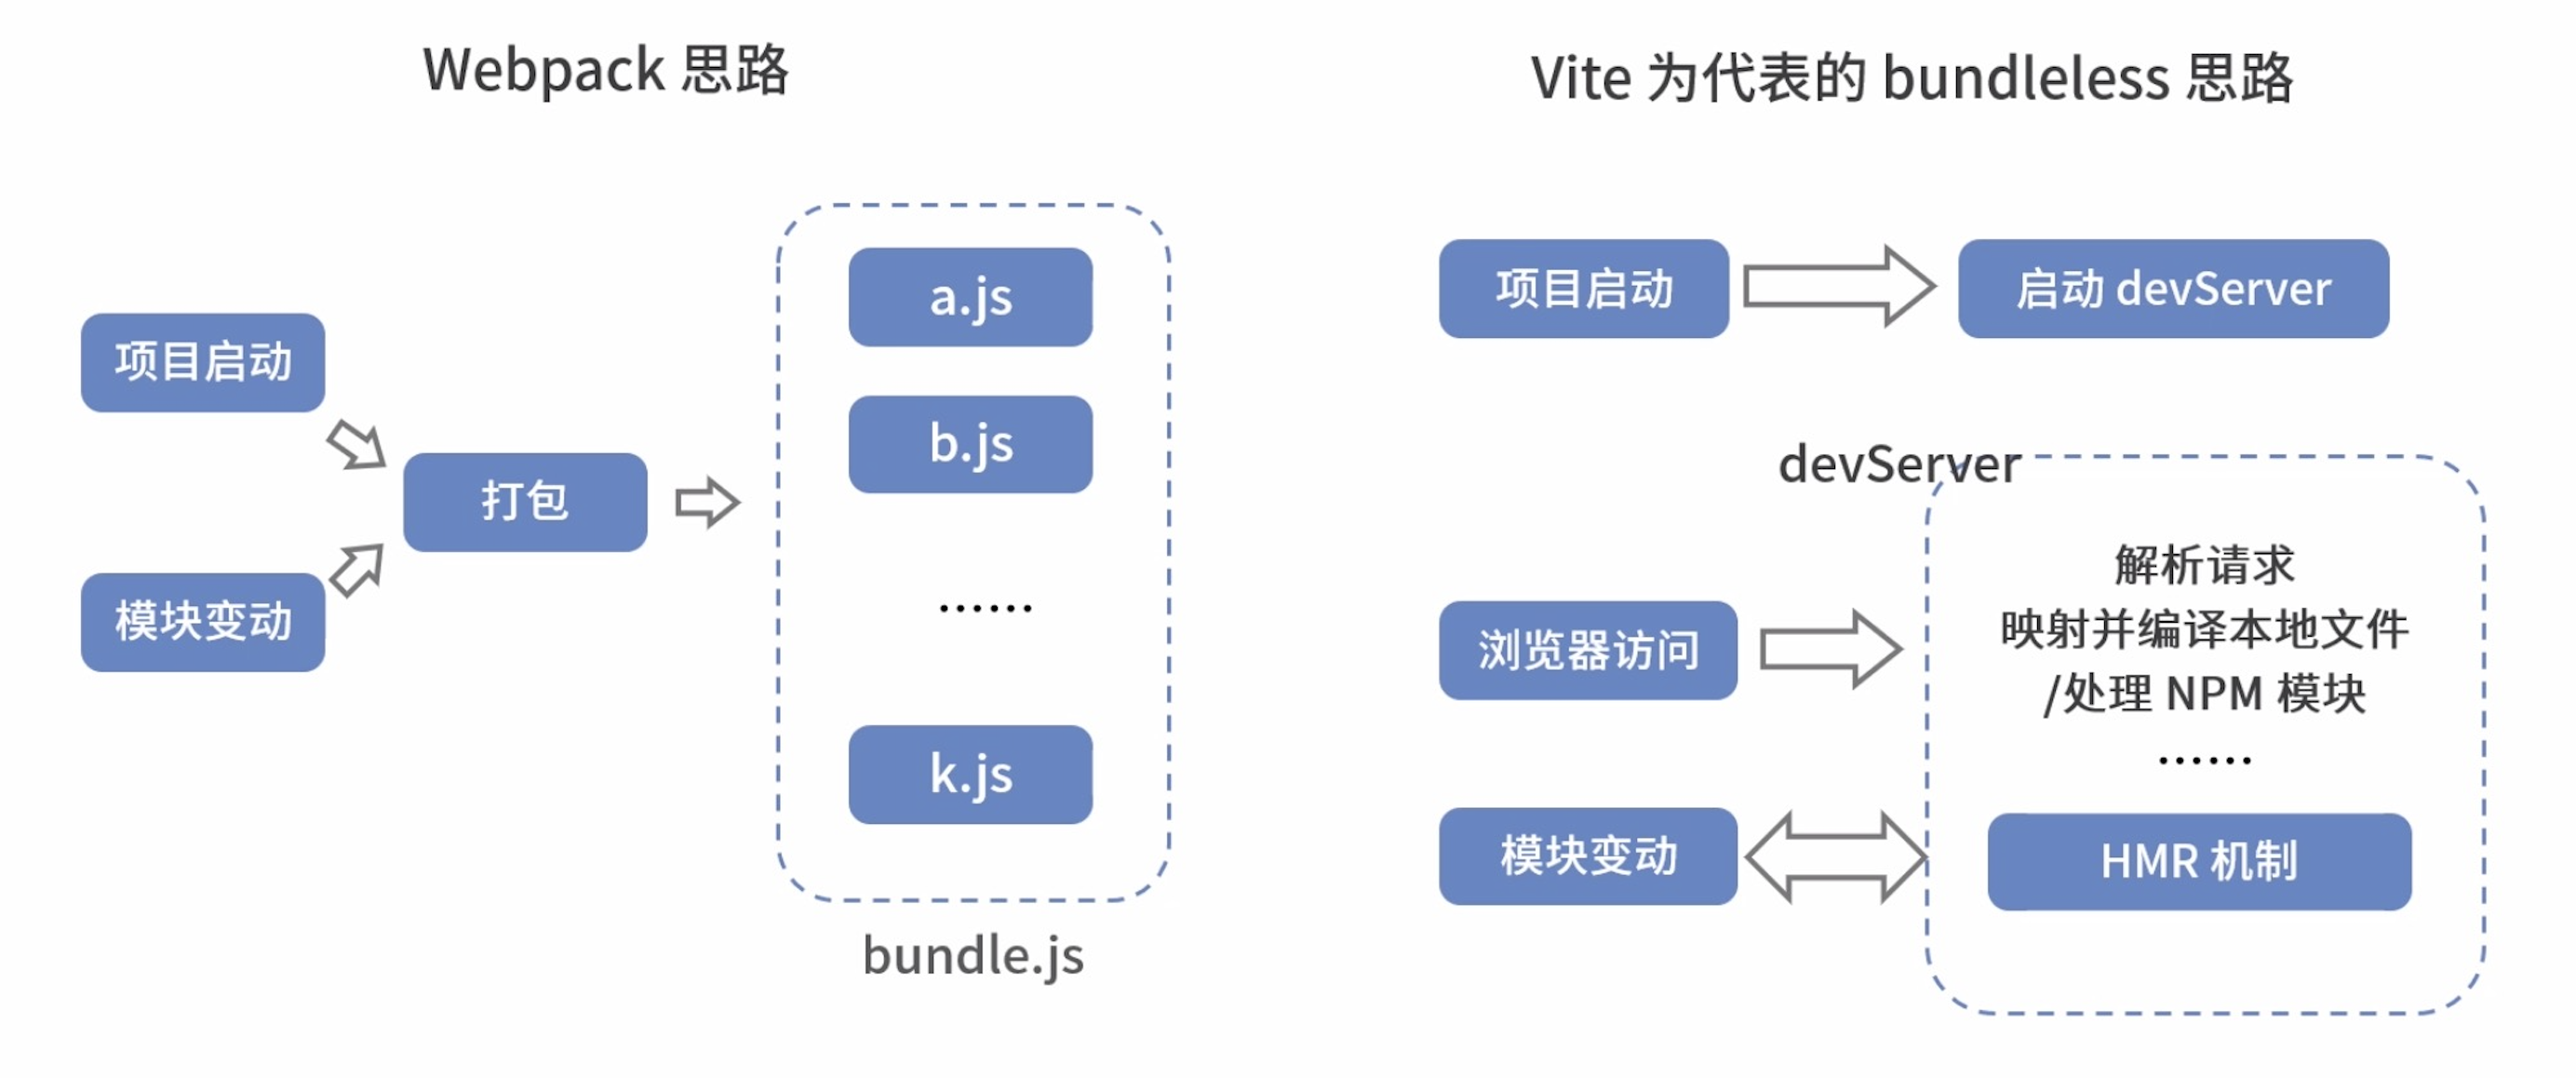 Webpack 思路
项目启动
模块变动
打包
a.js
b.js
......
k.js
bundle.js
Vite 为代表的 bundleless 思路
项目启动
启动 devServer
devServer
浏览器访问
解析请求
映射并编译本地文件
/处理 NPM 模块
......
模块变动
HMR 机制